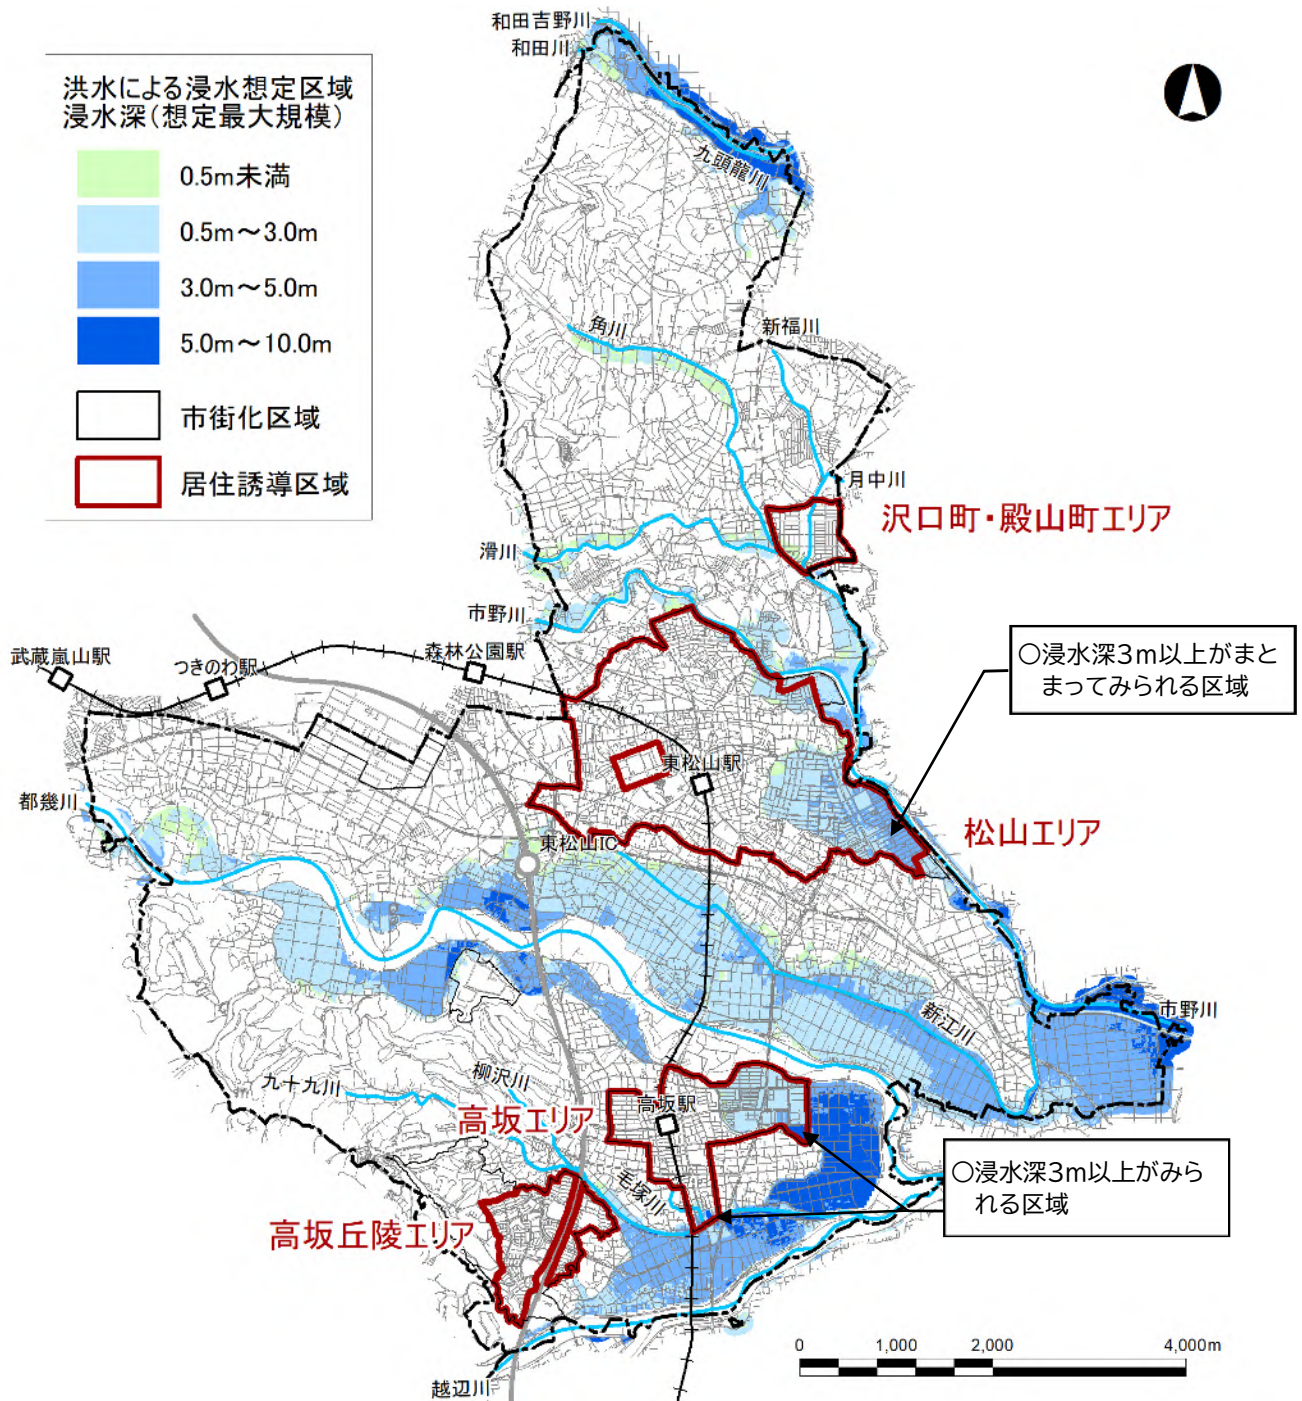 和田吉野川
和田川
洪水による浸水想定区域
浸水深(想定最大規模)
0.5m未満
0.5m～3.0m
3.0m～5.0m
5.0m～10.0m
市街化区域
居住誘導区域
九頭龍川
角川
新福川
月中川
沢口町・殿山町エリア
滑川
市野川
武蔵嵐山駅
つきのわ駅
森林公園駅
○浸水深3m以上がまと
まってみられる区域
東松山駅
都幾川
松山エリア
東松山IC
新江川
市野川
九十九川
柳沢川
高坂エリア
高坂駅
毛塚川
○浸水深3m以上がみら
れる区域
高坂丘陵エリア
越辺川
0 1,000 2,000 4,000m